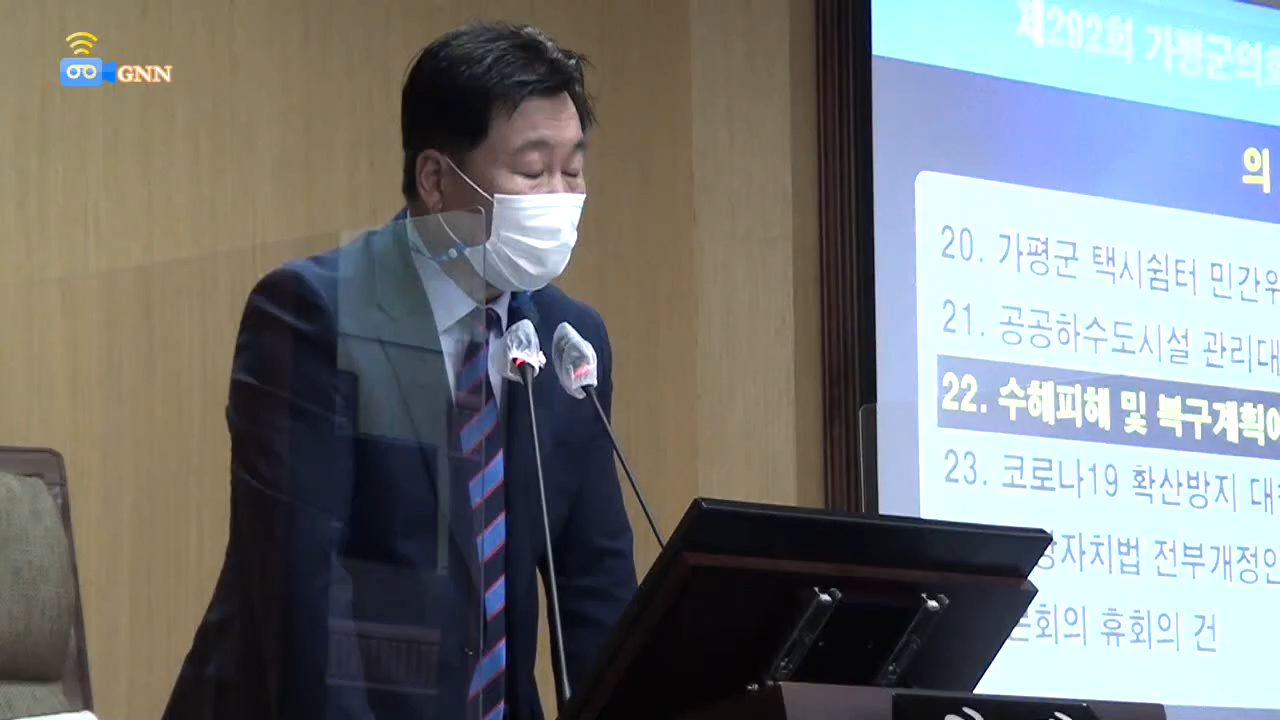 GNN
제292회 가평군의회
의
20. 가평군 택시쉼터 민간위
21. 공공하수도시설 관리대
22. 수해피해 및 복구계획에
23. 코로나19 확산방지 대
자치법 전부개정안
회의 휴회의 건